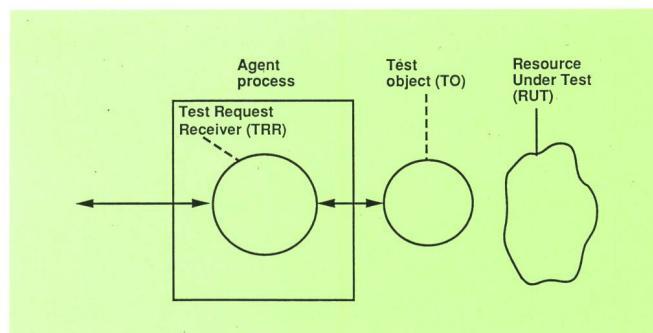 Agent
process
Test
object (TO)
Resource
Under Test
(RUT)
Test Request
Receiver (TRR)